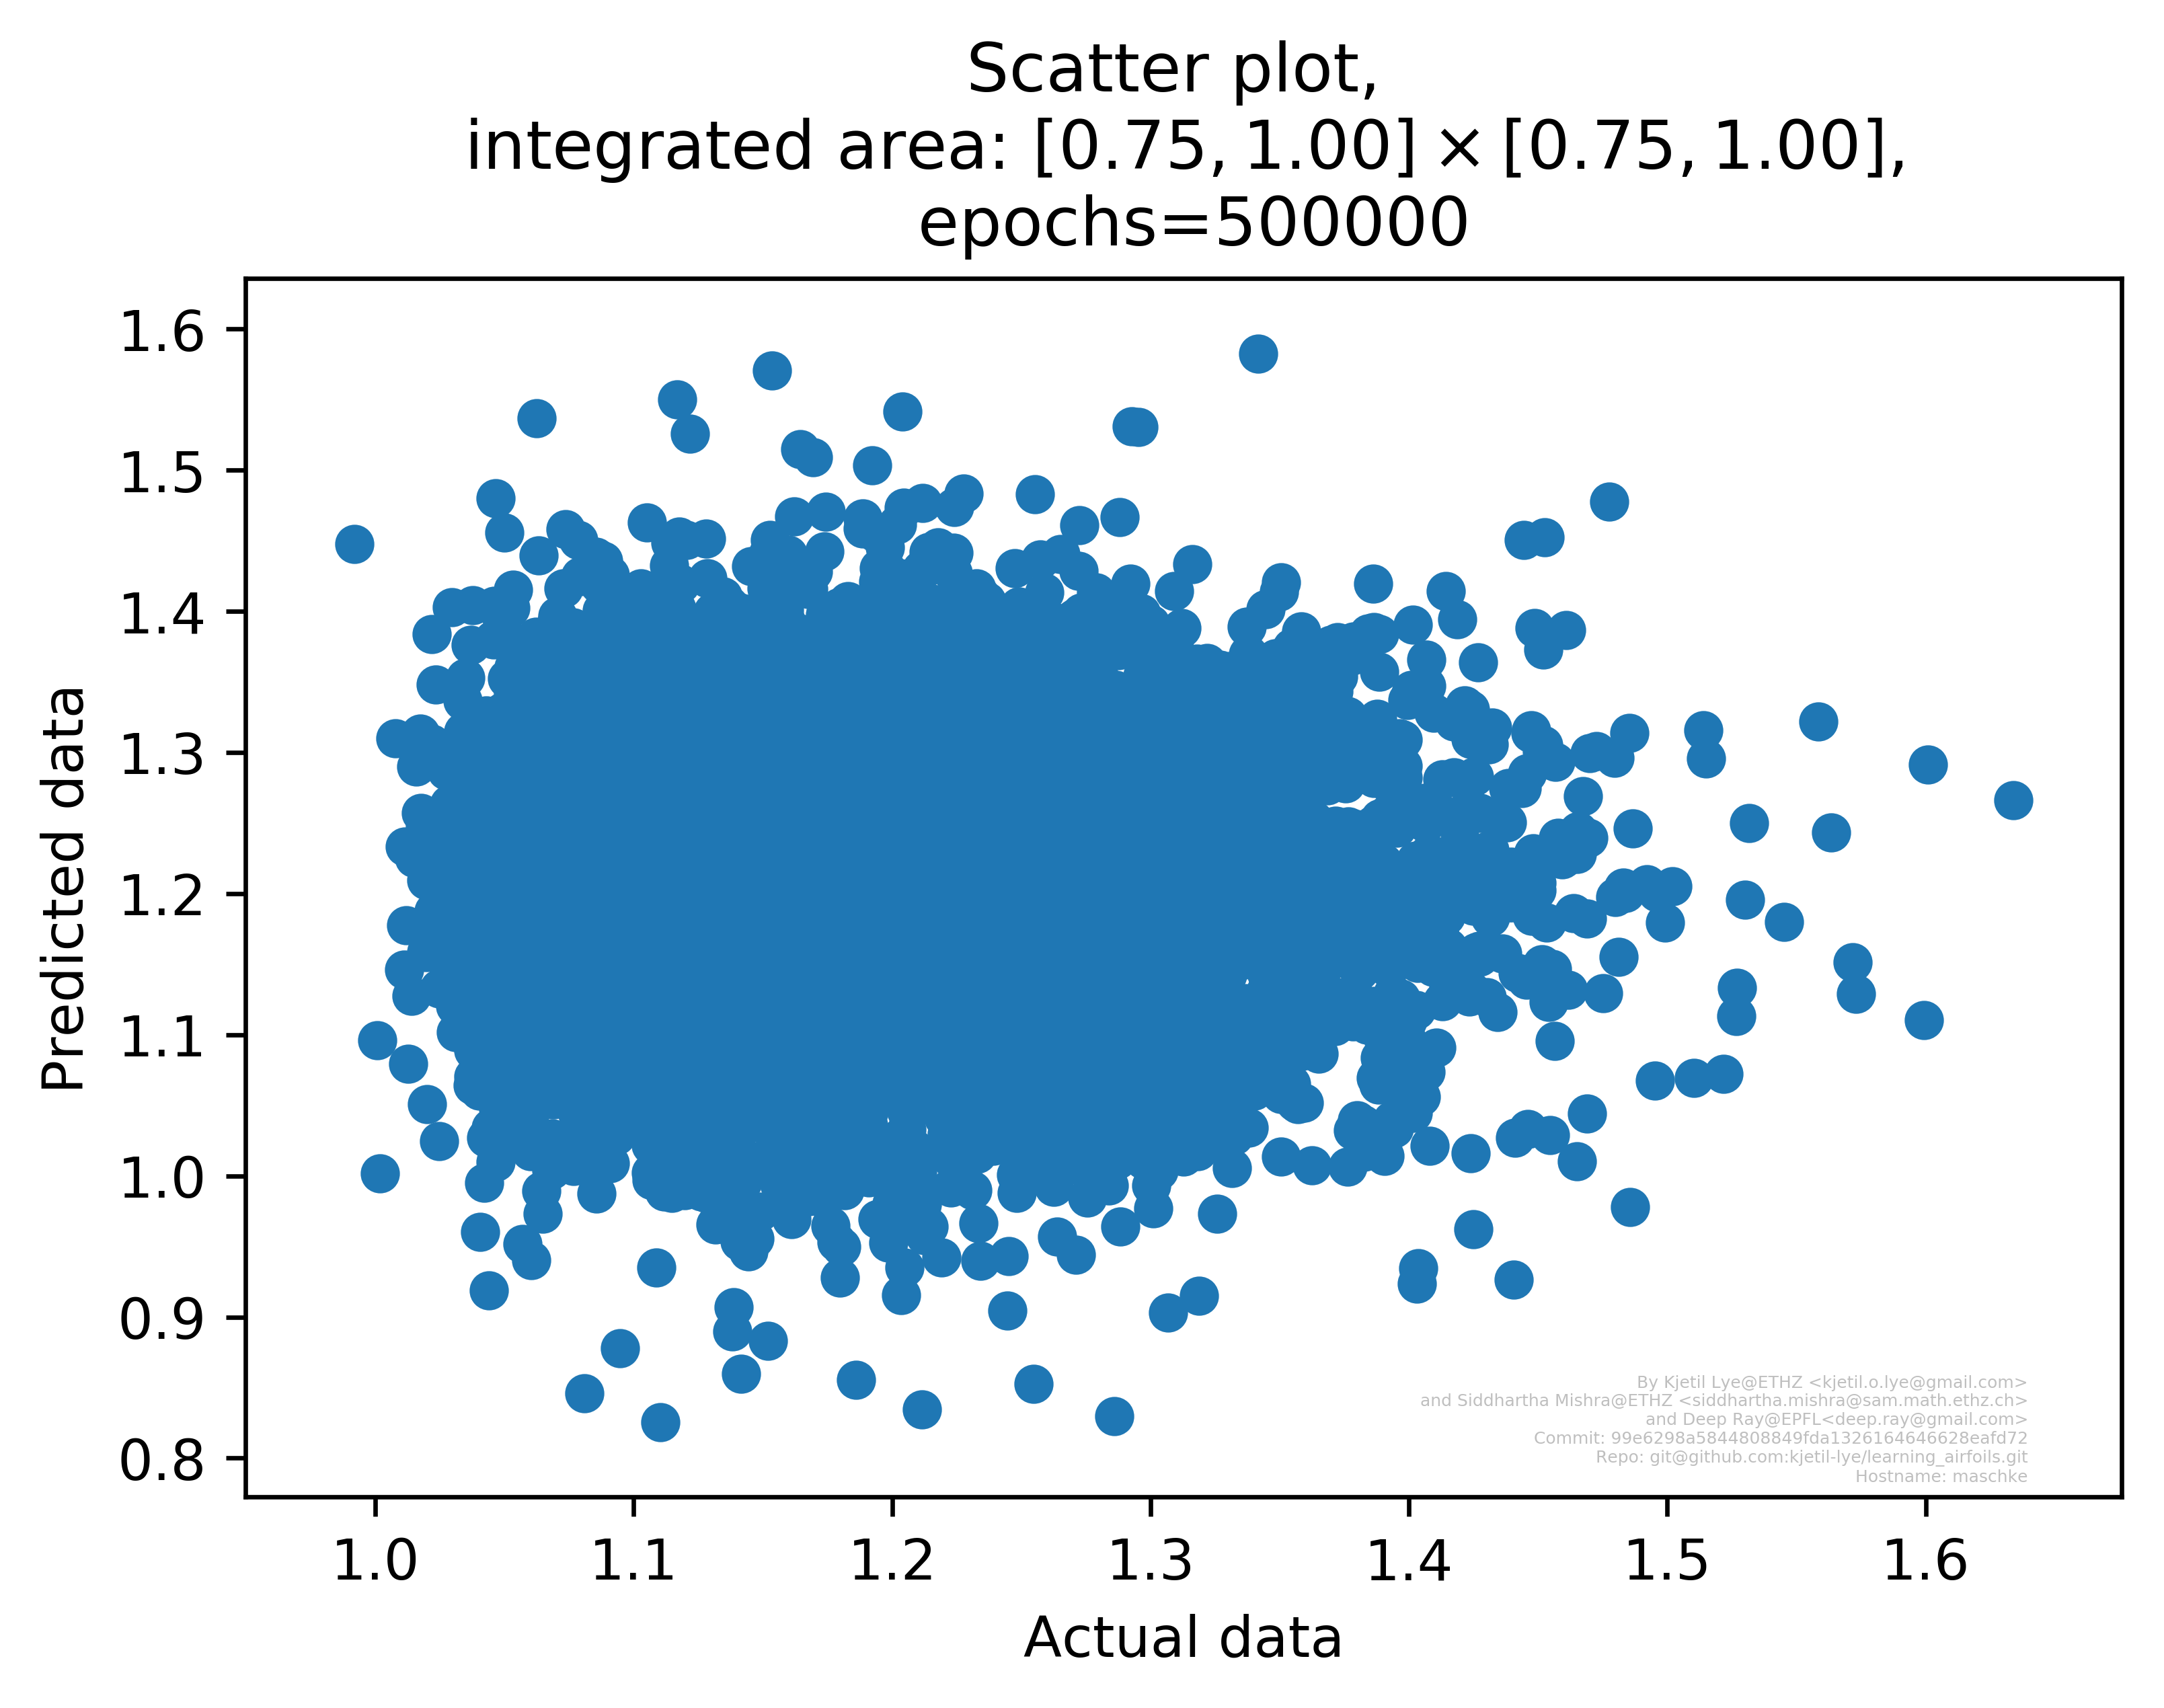 Scatter plot,
integrated area: [0.75, 1.00] × [0.75, 1.00],
epochs=500000
Predicted data
1.6
1.5
1.4
1.3
1.2
1.1
1.0
0.9
0.8
By Kjetil Lye@ETHZ <kjetil.o.lye@gmail.com>
and Siddhartha Mishra@ETHZ <siddhartha.mishra@sam.math.ethz.ch>
and Deep Ray@EPFL<deep.ray@gmail.com>
Commit: 99e6298a5844808849fda1326164646628eafd72
Repo: git@github.com:kjetil-lye/learning_airfoils.git
Hostname: maschke
1.0 1.1 1.2 1.3 1.4 1.5 1.6
Actual data